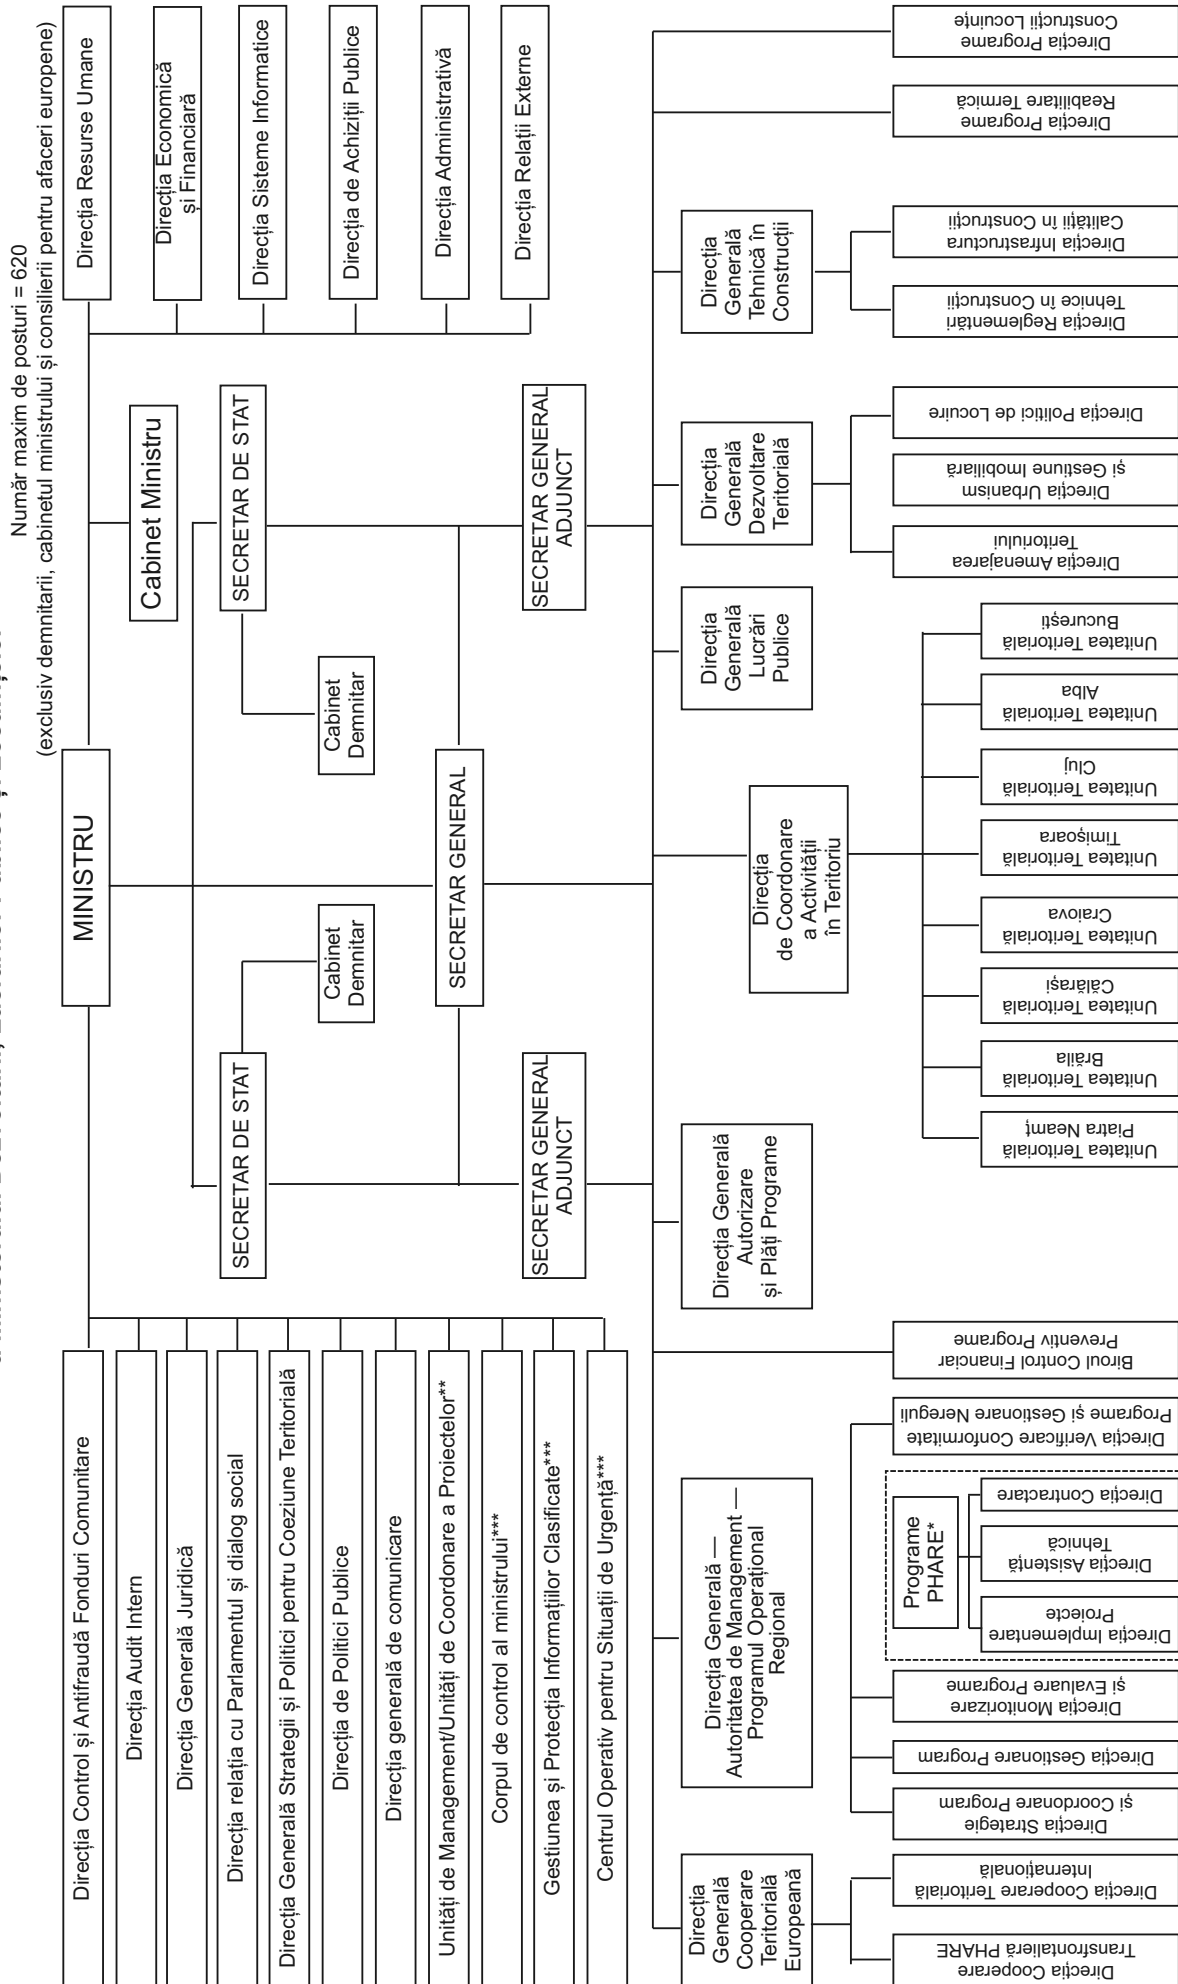 Număr maxim de posturi = 620
(exclusiv demnitarii, cabinetul ministrului și consilierii pentru afaceri europene)
MINISTRU
Cabinet Ministru
Direcția Control și Antifraudă Fonduri Comunitare
Direcția Audit Intern
Direcția Generală Juridică
Direcția relația cu Parlamentul și dialog social
Direcția Generală Strategii și Politici pentru Coeziune Teritorială
Direcția de Politici Publice
Direcția generală de comunicare
Unități de Management/Unități de Coordonare a Proiectelor**
Corpul de control al ministrului***
Gestiunea și Protecția Informațiilor Clasificate***
Centrul Operativ pentru Situații de Urgență***
Direcția Resurse Umane
Direcția Economică
și Financiară
Direcția Sisteme Informatice
Direcția de Achiziții Publice
Direcția Administrativă
Direcția Relații Externe
SECRETAR DE STAT
Cabinet
Demnitar
Cabinet
Demnitar
SECRETAR DE STAT
SECRETAR GENERAL
SECRETAR GENERAL
ADJUNCT
SECRETAR GENERAL
ADJUNCT
Direcția
Generală
Cooperare
Teritorială
Europeană
Direcția Generală —
Autoritatea de Management —
Programul Operațional
Regional
Direcția Generală
Autorizare
și Plăți Programe
Direcția
de Coordonare
a Activității
în Teritoriu
Direcția
Generală
Lucrări
Publice
Direcția
Generală
Dezvoltare
Teritorială
Direcția
Generală
Tehnică în
Construcții
Direcția Cooperare
Transfrontalieră PHARE
Direcția Cooperare Teritorială
Internațională
Direcția Strategie
și Coordonare Program
Direcția Gestionare Program
Direcția Monitorizare
și Evaluare Programe
Programe
PHARE*
Direcția Implementare
Proiecte
Direcția Asistență
Tehnică
Direcția Contractare
Direcția Verificare Conformitate
Programe și Gestionare Nereguli
Biroul Control Financiar
Preventiv Programe
Unitatea Teritorială
Piatra Neamț
Unitatea Teritorială
Brăila
Unitatea Teritorială
Călărași
Unitatea Teritorială
Craiova
Unitatea Teritorială
Timișoara
Unitatea Teritorială
Cluj
Unitatea Teritorială
Alba
Unitatea Teritorială
București
Direcția Amenajarea
Teritoriului
Direcția Urbanism
și Gestiune Imobiliară
Direcția Politici de Locuire
Direcția Reglementări
Tehnice în Construcții
Direcția Infrastructura
Calității în Construcții
Direcția Programe
Reabilitare Termică
Direcția Programe
Construcții Locuințe